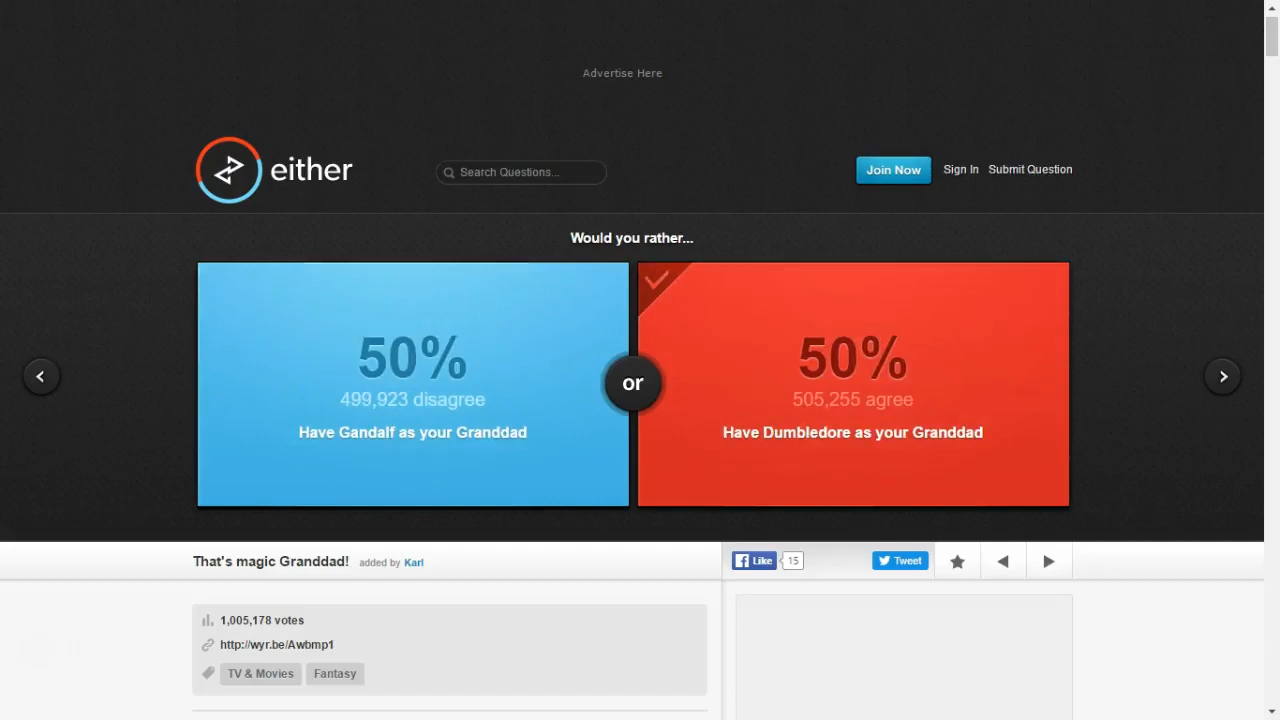 Advertise Here
either
Search Questions...
Join Now
Sign In
Submit Question
Would you rather...
50%
499,923 disagree
Have Gandalf as your Granddad
or
50%
505,255 agree
Have Dumbledore as your Granddad
That's magic Granddad!
added by Karl
Like
15
Tweet
1,005,178 votes
http://wyr.be/Awbmp1
TV & Movies
Fantasy